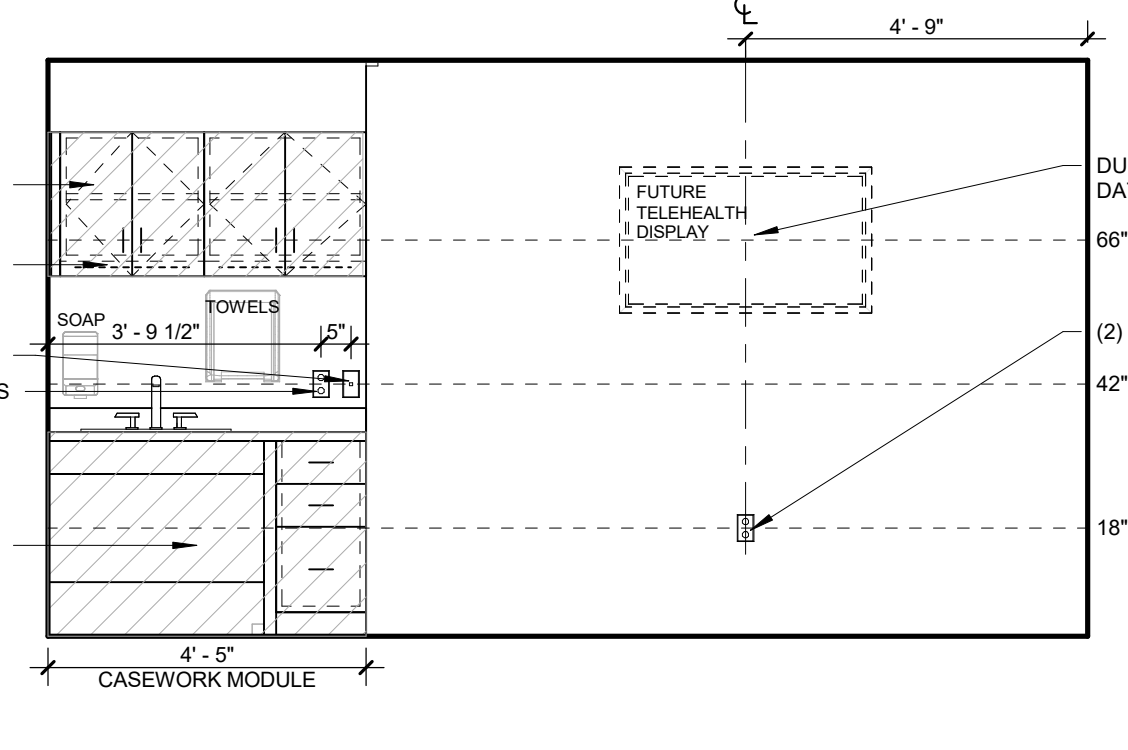 ℄
4' - 9"
DU
DAT
FUTURE
TELEHEALTH
DISPLAY
66"
TOWELS
SOAP
3' - 9 1/2"
5"
(2)
42"
S
18"
4' - 5"
CASEWORK MODULE